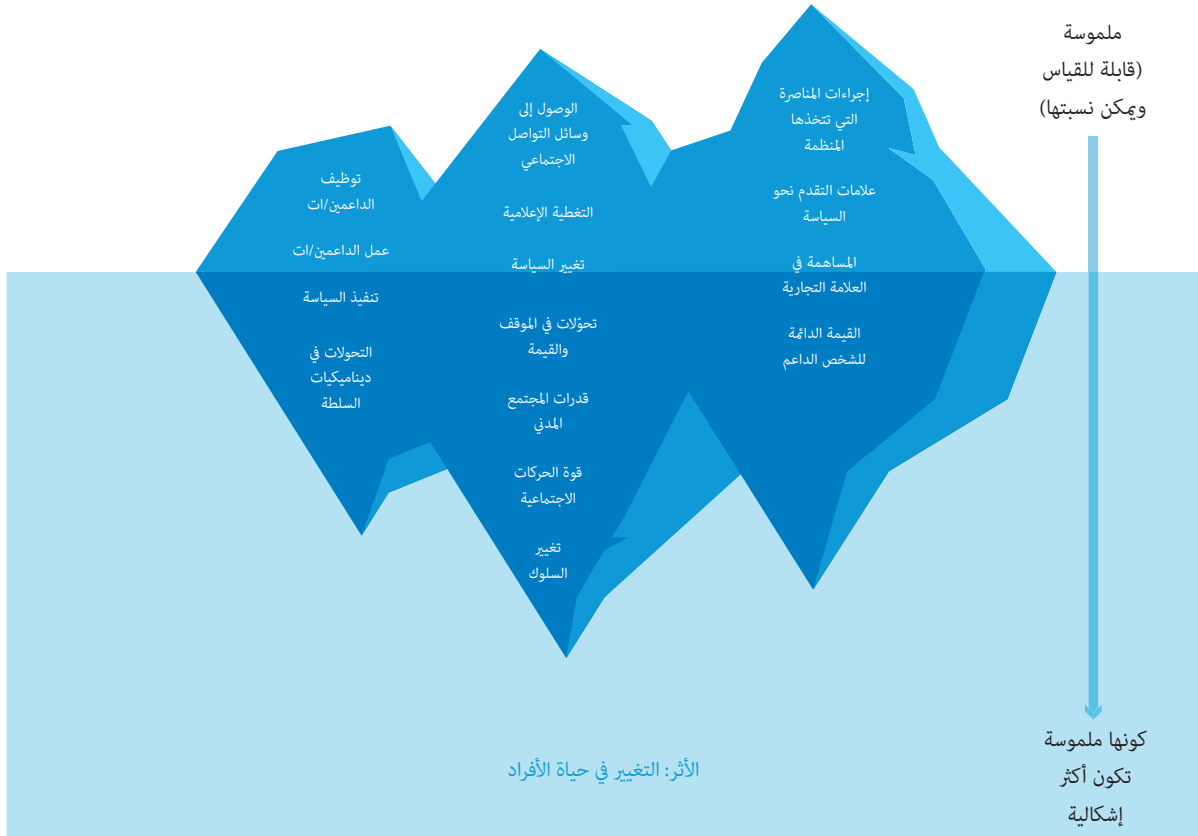 ملموسة
(قابلة للقياس
ويمكن نسبتها)
إجراءات المناصرة
التي تتخذها
المنظمة
علامات التقدم نحو
السياسة
المساهمة في
العلامة التجارية
القيمة الدائمة
للشخص الداعم
الوصول إلى
وسائل التواصل
الاجتماعي
التغطية الإعلامية
تغيير السياسة
تحوّلات في الموقف
والقيمة
قدرات المجتمع
المدني
قوة الحركات
الاجتماعية
تغيير
السلوك
توظيف
الداعمين/ات
عمل الداعمين/ات
تنفيذ السياسة
التحولات في
ديناميكيات
السلطة
كونها ملموسة
تكون أكثر
إشكالية
الأثر: التغيير في حياة الأفراد